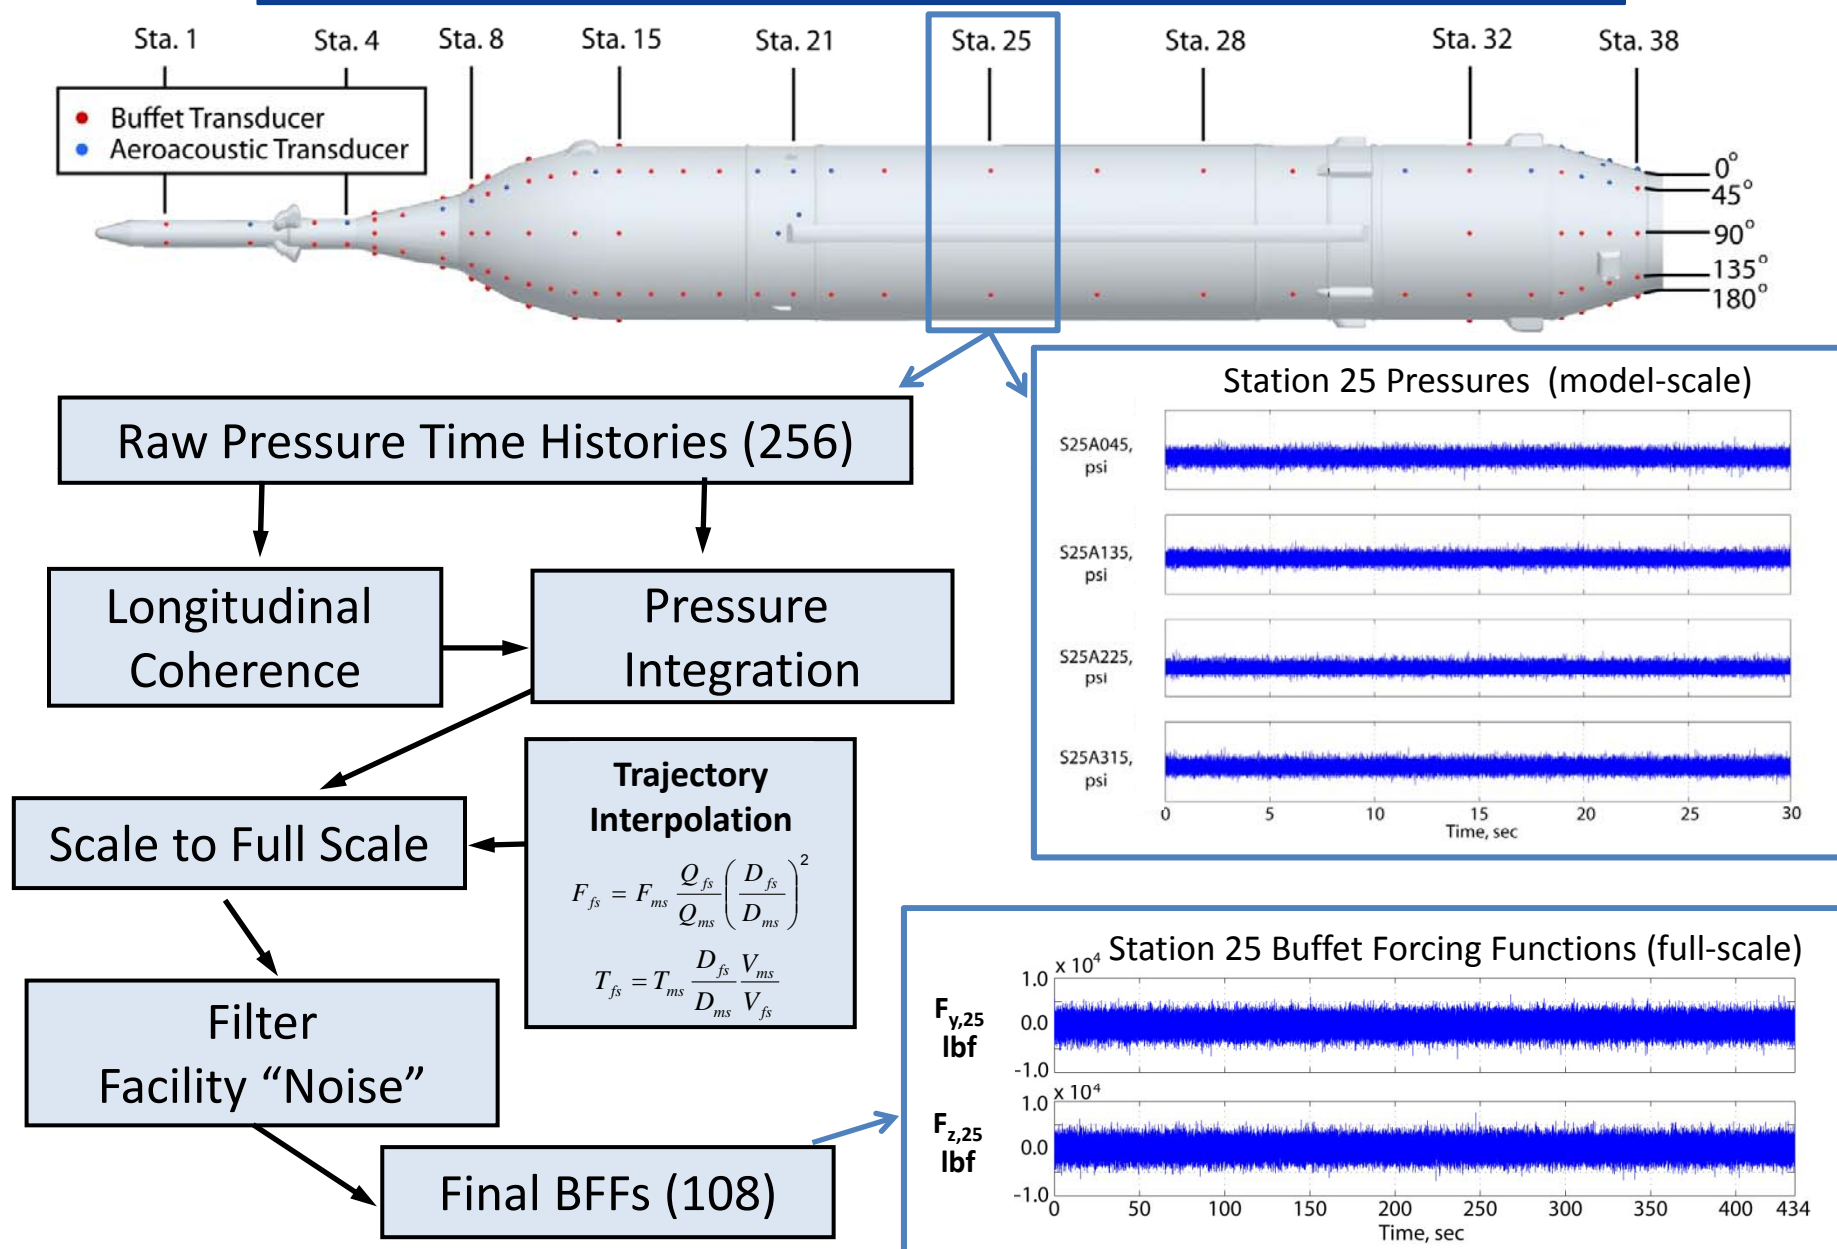 Sta. 1 Sta. 4 Sta. 8 Sta. 15 Sta. 21 Sta. 25 Sta. 28 Sta. 32 Sta. 38
Buffet Transducer
Aeroacoustic Transducer
0°
45°
90°
135°
180°
Raw Pressure Time Histories (256)
Longitudinal
Coherence
Pressure
Integration
Scale to Full Scale
Trajectory
Interpolation
F_fs = F_ms Q_fs/Q_ms (D_fs/D_ms)²
T_fs = T_ms D_fs/D_ms V_ms/V_fs
Filter
Facility “Noise”
Final BFFs (108)
Station 25 Pressures (model-scale)
S25A045,
psi
S25A135,
psi
S25A225,
psi
S25A315,
psi
0 5 10 15 20 25 30
Time, sec
Station 25 Buffet Forcing Functions (full-scale)
x 10⁴
1.0
F_y,25
lbf
0.0
-1.0
x 10⁴
1.0
F_z,25
lbf
0.0
-1.0
0 50 100 150 200 250 300 350 400 434
Time, sec